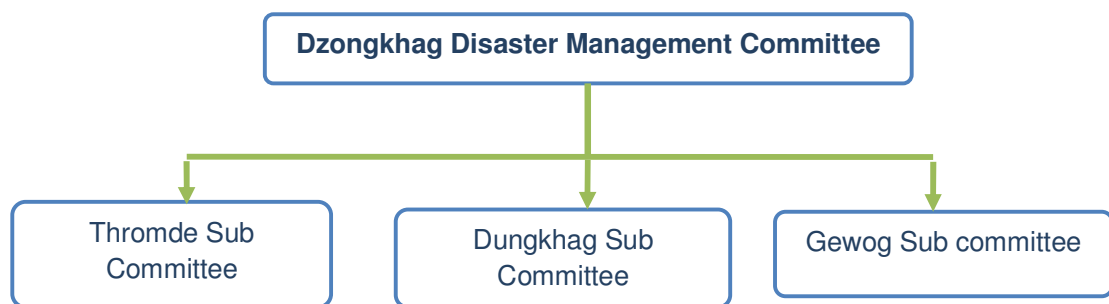 Dzongkhag Disaster Management Committee
Thromde Sub
Committee
Dungkhag Sub
Committee
Gewog Sub committee